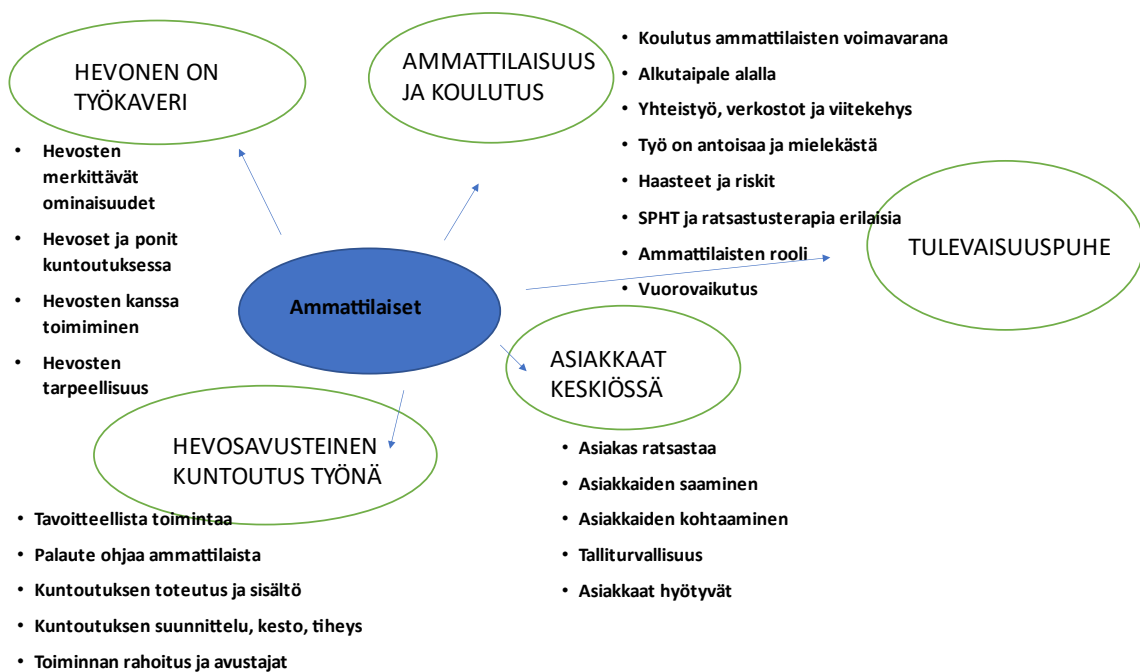 HEVONEN ON
TYÖKAVERI
• Hevosten
merkittävät
ominaisuudet
• Hevoset ja ponit
kuntoutuksessa
• Hevosten kanssa
toimiminen
• Hevosten
tarpeellisuus
AMMATTILAISUUS
JA KOULUTUS
• Koulutus ammattilaisten voimavarana
• Alkutaipale alalla
• Yhteistyö, verkostot ja viitekehys
• Työ on antoisaa ja mielekästä
• Haasteet ja riskit
• SPHT ja ratsastusterapia erilaisia
• Ammattilaisten rooli
• Vuorovaikutus
TULEVAISUUSPUHE
Ammattilaiset
ASIAKKAAT
KESKIÖSSÄ
• Asiakas ratsastaa
• Asiakkaiden saaminen
• Asiakkaiden kohtaaminen
• Talliturvallisuus
• Asiakkaat hyötyvät
HEVOSAVUSTEINEN
KUNTOUTUS TYÖNÄ
• Tavoitteellista toimintaa
• Palaute ohjaa ammattilaista
• Kuntoutuksen toteutus ja sisältö
• Kuntoutuksen suunnittelu, kesto, tiheys
• Toiminnan rahoitus ja avustajat